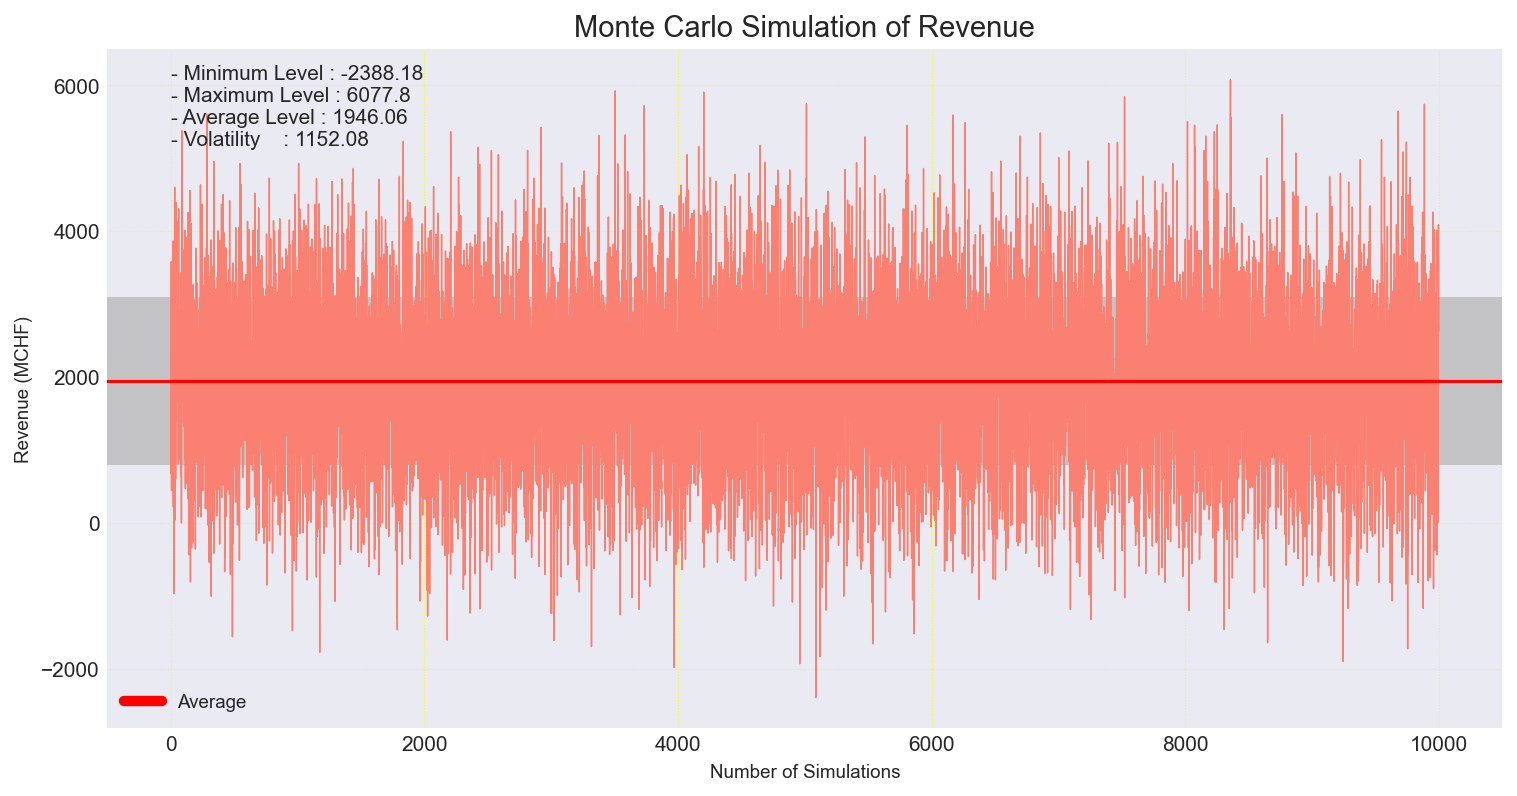 Monte Carlo Simulation of Revenue
- Minimum Level : -2388.18
- Maximum Level : 6077.8
- Average Level : 1946.06
- Volatility    : 1152.08
6000
4000
2000
0
−2000
Revenue (MCHF)
Average
0 2000 4000 6000 8000 10000
Number of Simulations